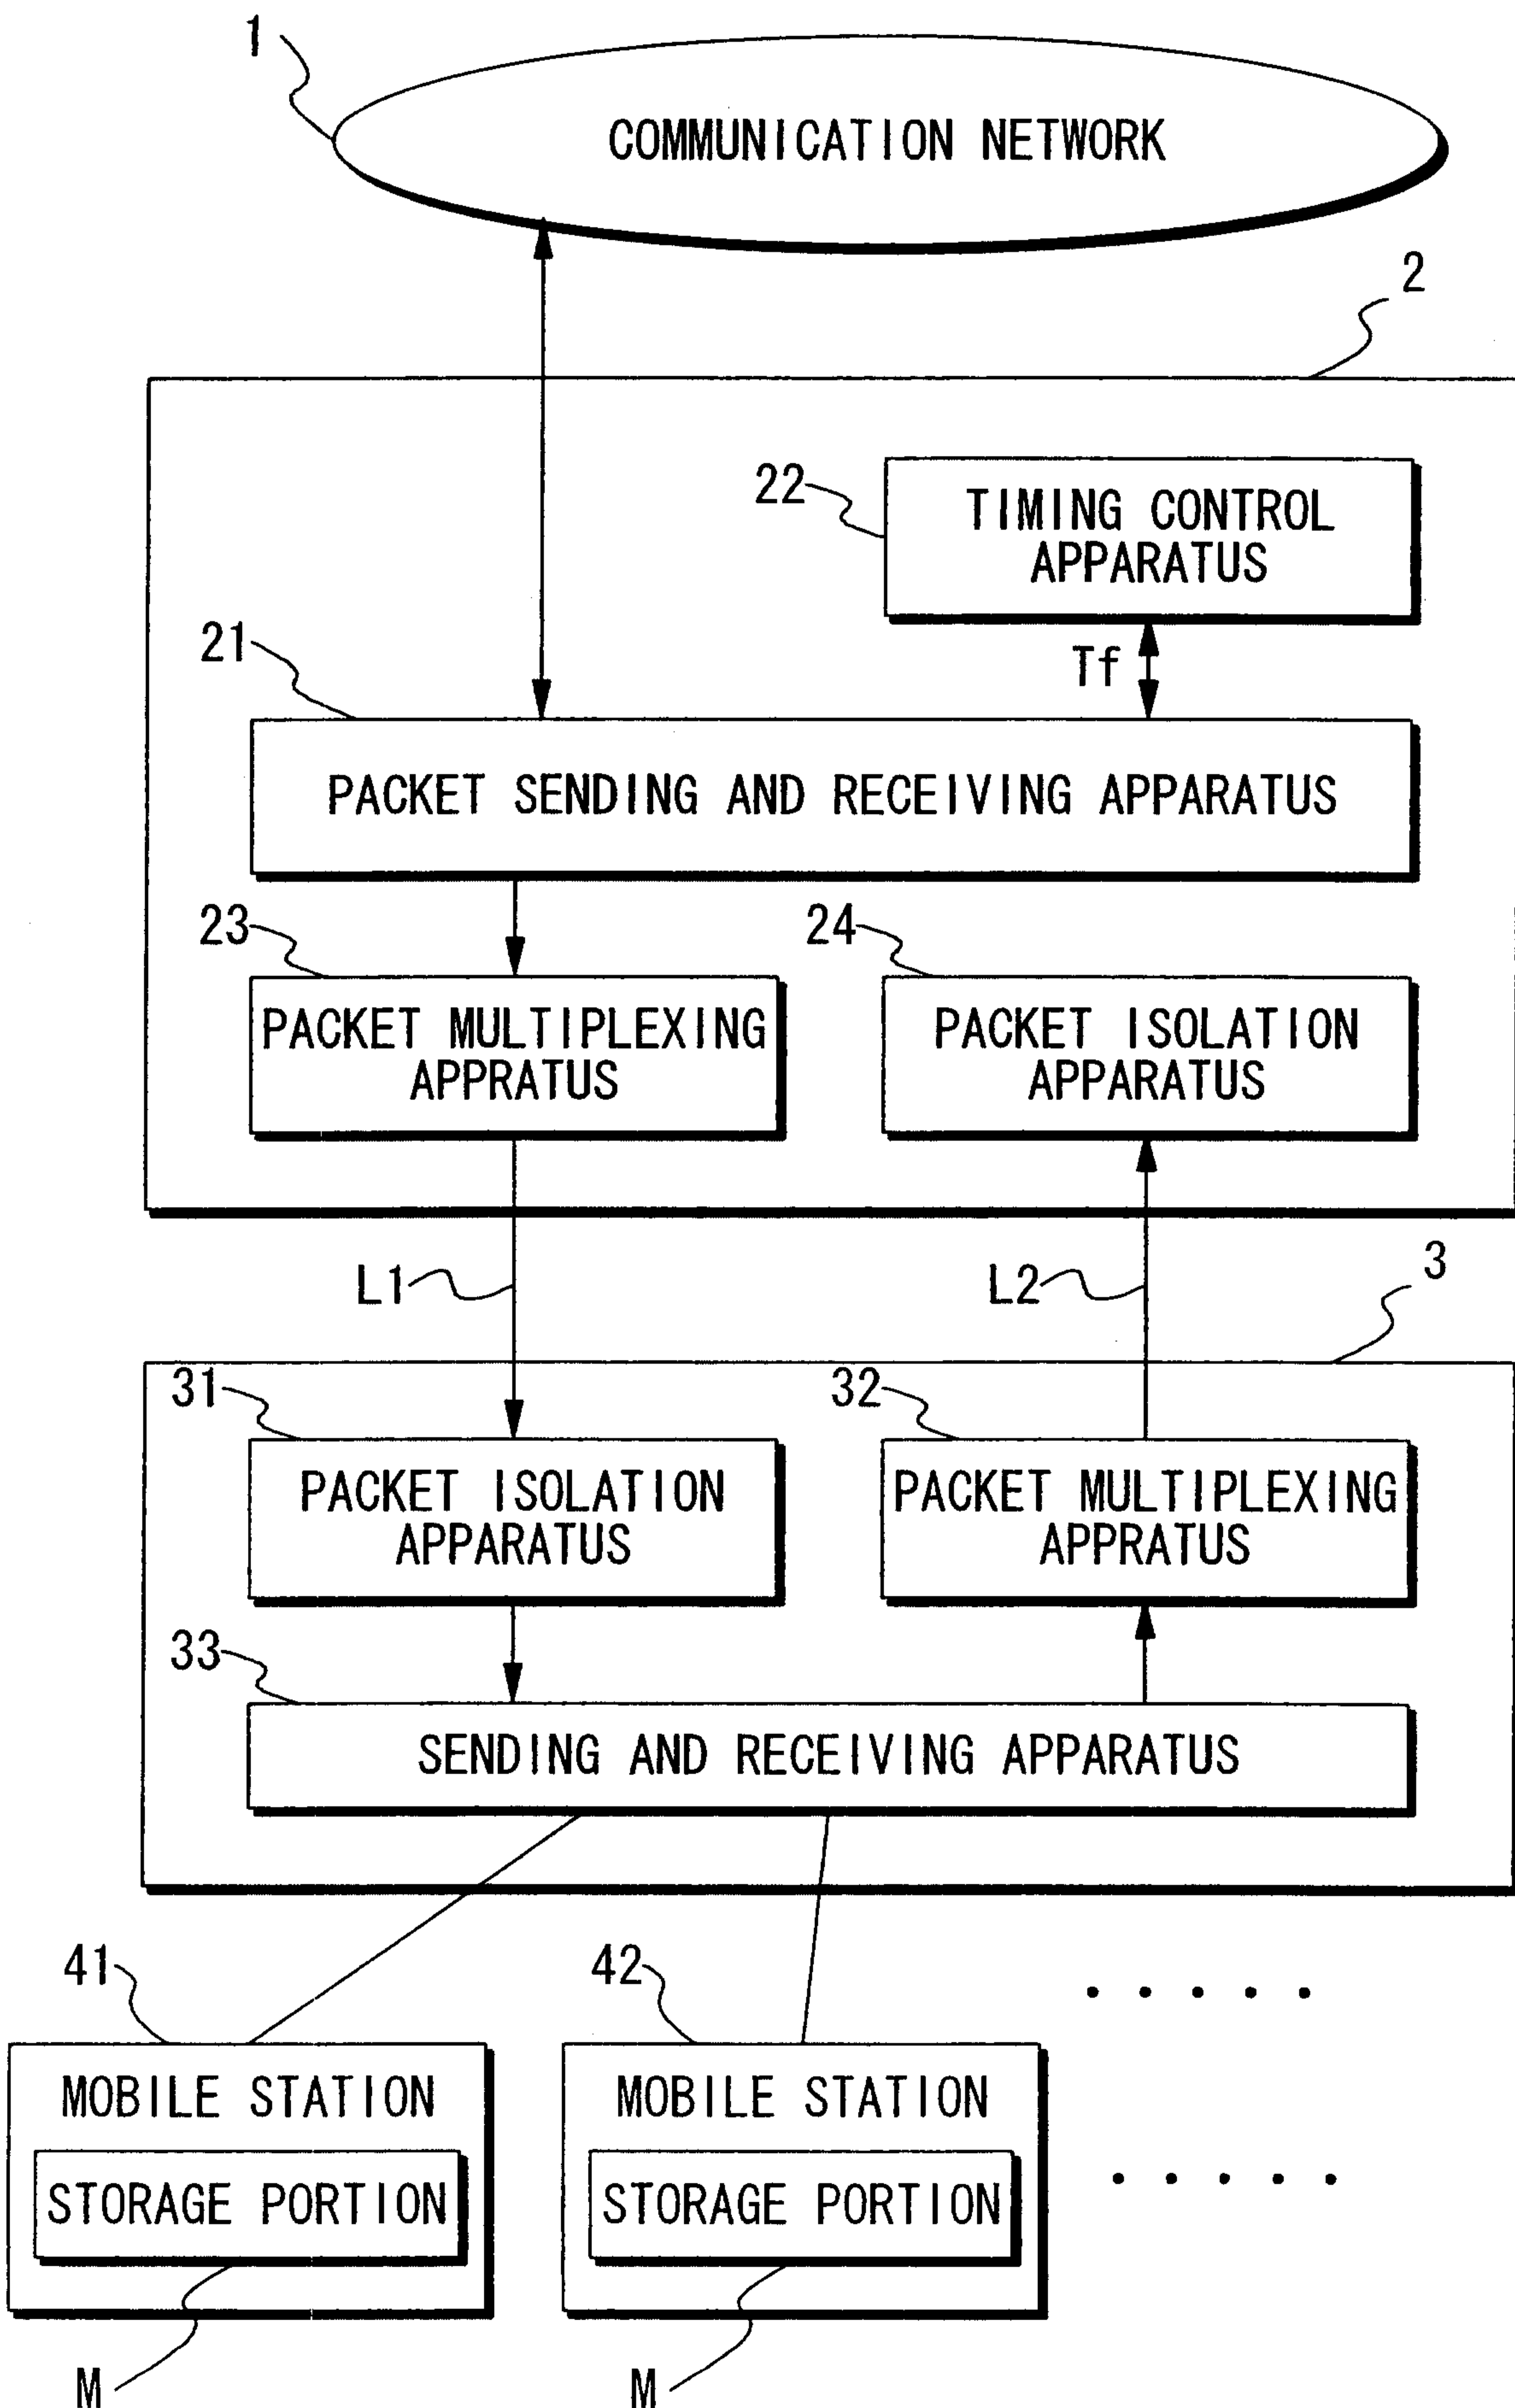 1
COMMUNICATION NETWORK
2
22
TIMING CONTROL
APPARATUS
21
Tf
PACKET SENDING AND RECEIVING APPARATUS
23
24
PACKET MULTIPLEXING
APPRATUS
PACKET ISOLATION
APPARATUS
L1
L2
3
31
32
PACKET ISOLATION
APPARATUS
PACKET MULTIPLEXING
APPRATUS
33
SENDING AND RECEIVING APPARATUS
41
42
MOBILE STATION
STORAGE PORTION
MOBILE STATION
STORAGE PORTION
M
M